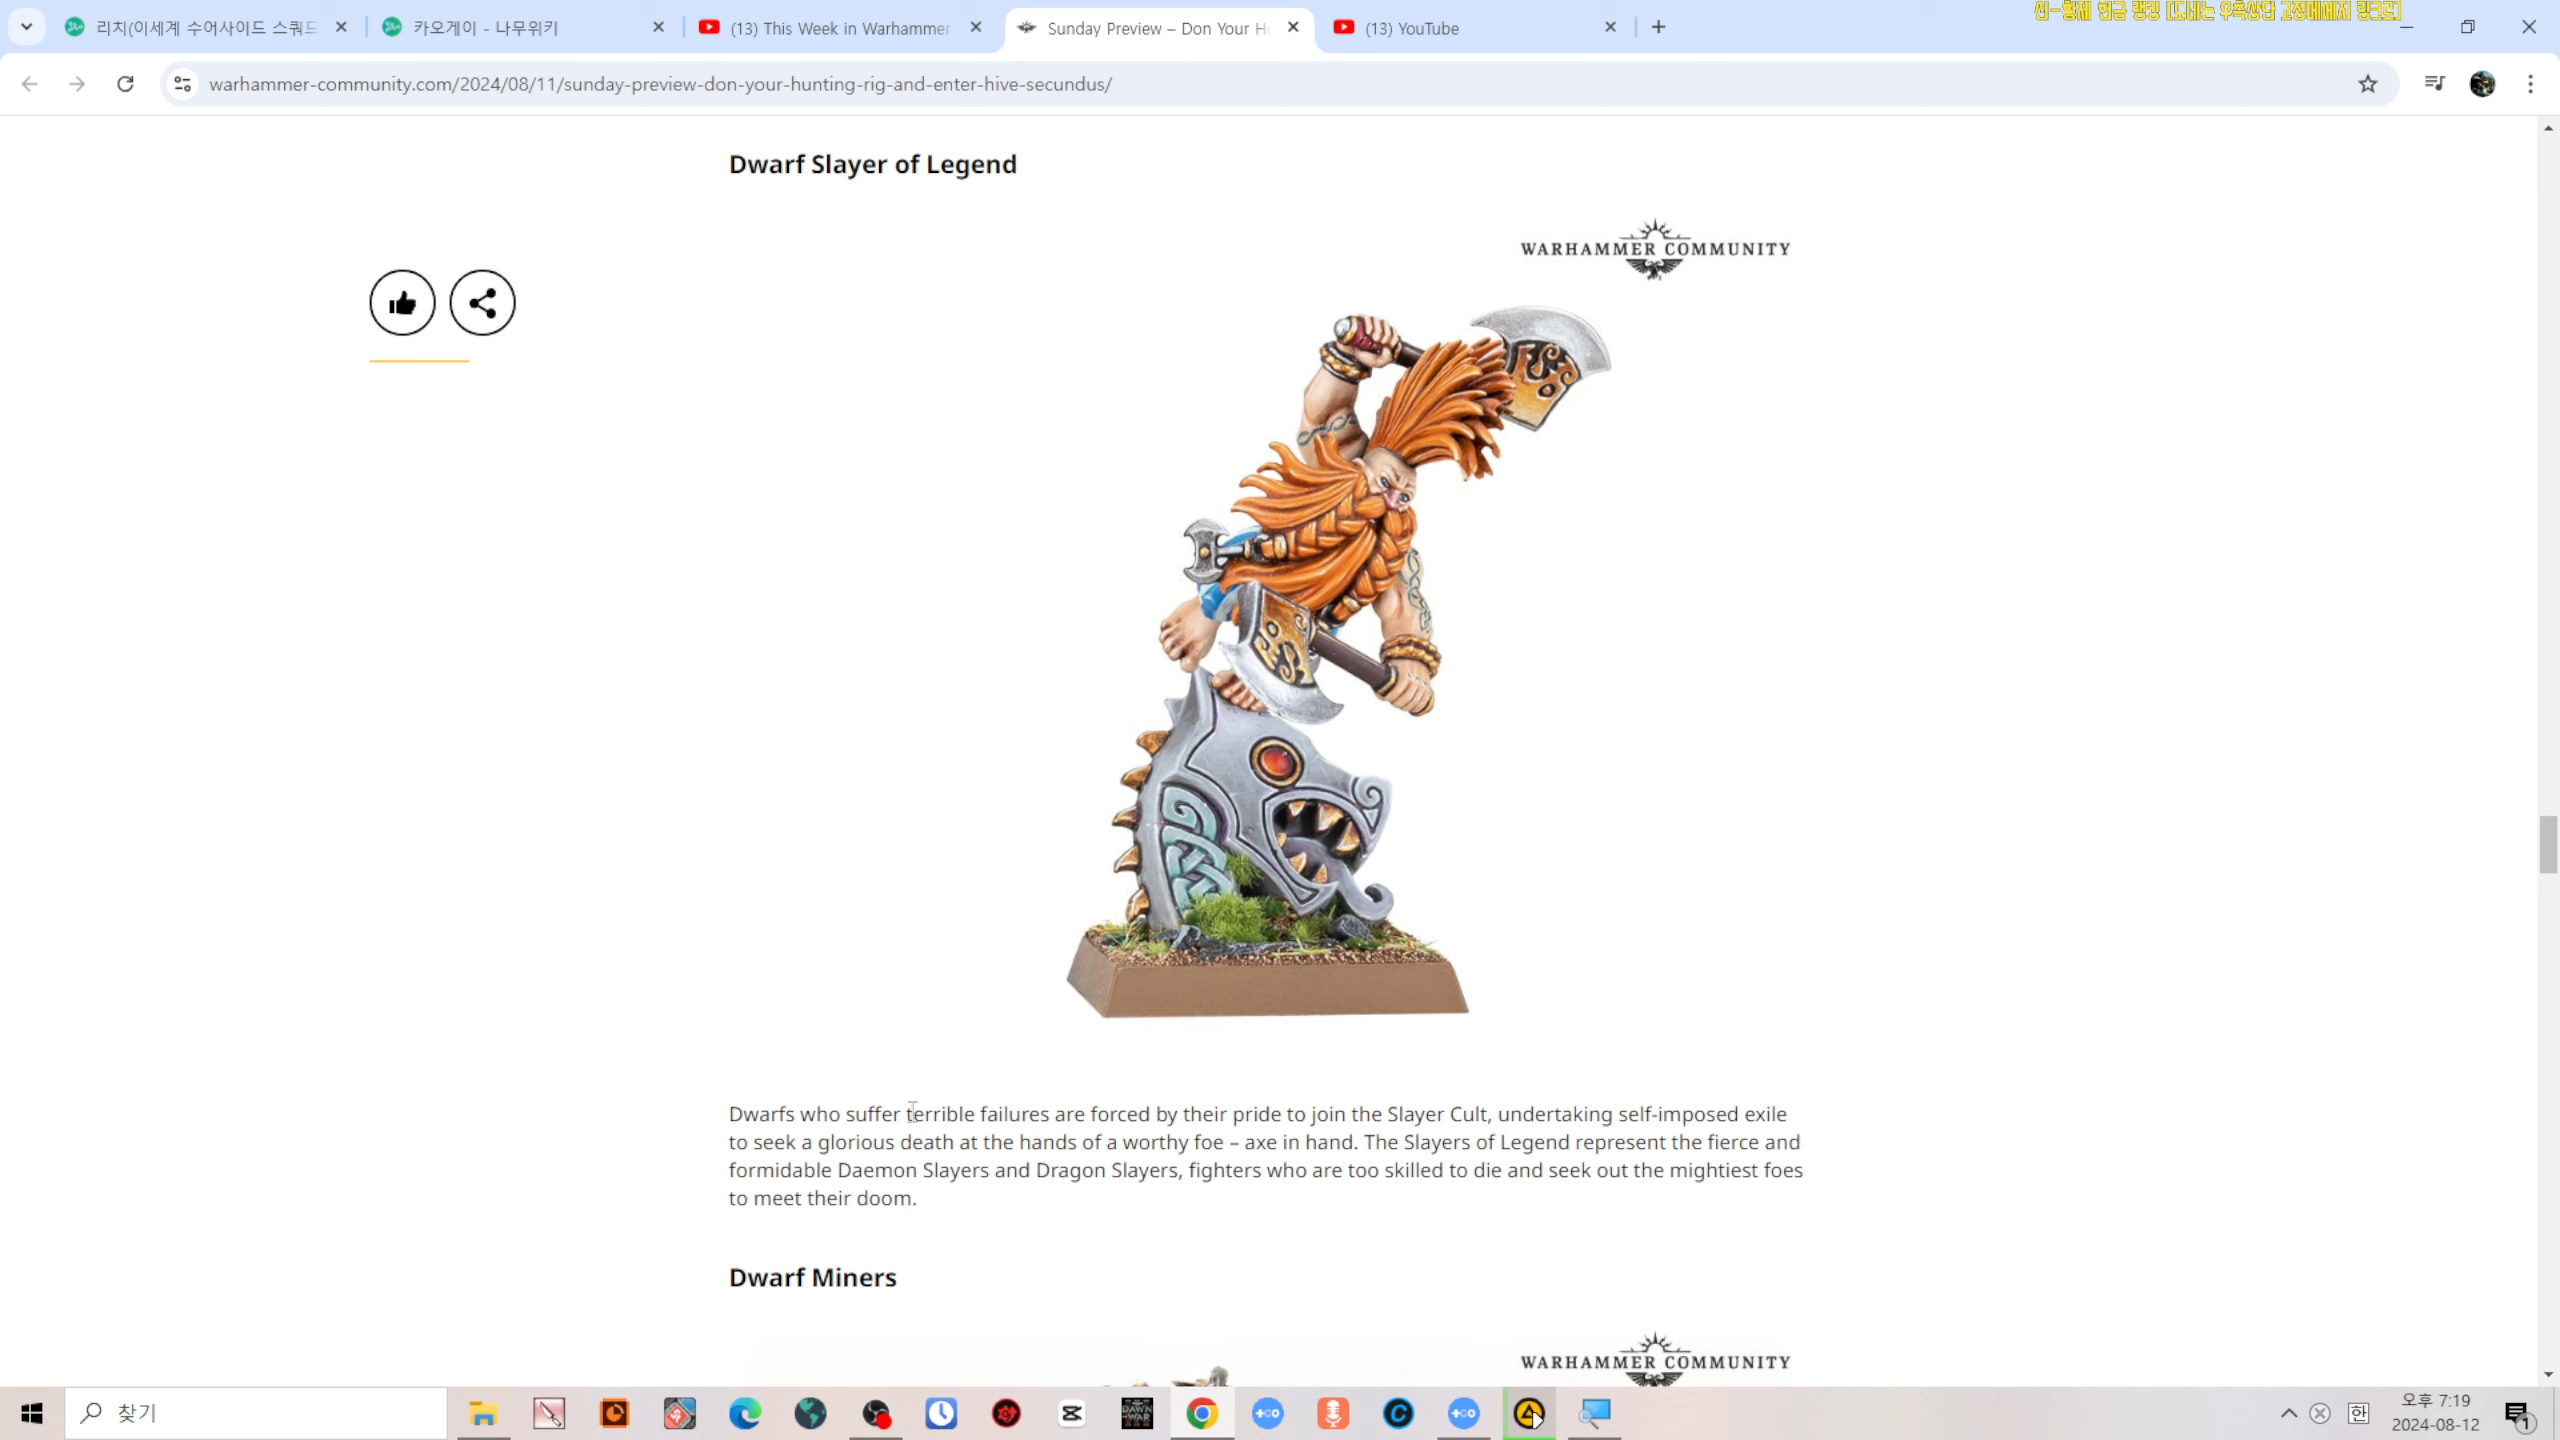 리치(이세계 수어사이드 스쿼드
카오게이 - 나무위키
(13) This Week in Warhammer
Sunday Preview – Don Your Hu
(13) YouTube
warhammer-community.com/2024/08/11/sunday-preview-don-your-hunting-rig-and-enter-hive-secundus/
Dwarf Slayer of Legend
WARHAMMER COMMUNITY
Dwarfs who suffer terrible failures are forced by their pride to join the Slayer Cult, undertaking self-imposed exile
to seek a glorious death at the hands of a worthy foe – axe in hand. The Slayers of Legend represent the fierce and
formidable Daemon Slayers and Dragon Slayers, fighters who are too skilled to die and seek out the mightiest foes
to meet their doom.
Dwarf Miners
WARHAMMER COMMUNITY
찾기
DAWN
WAR
한
오후 7:19
2024-08-12
1